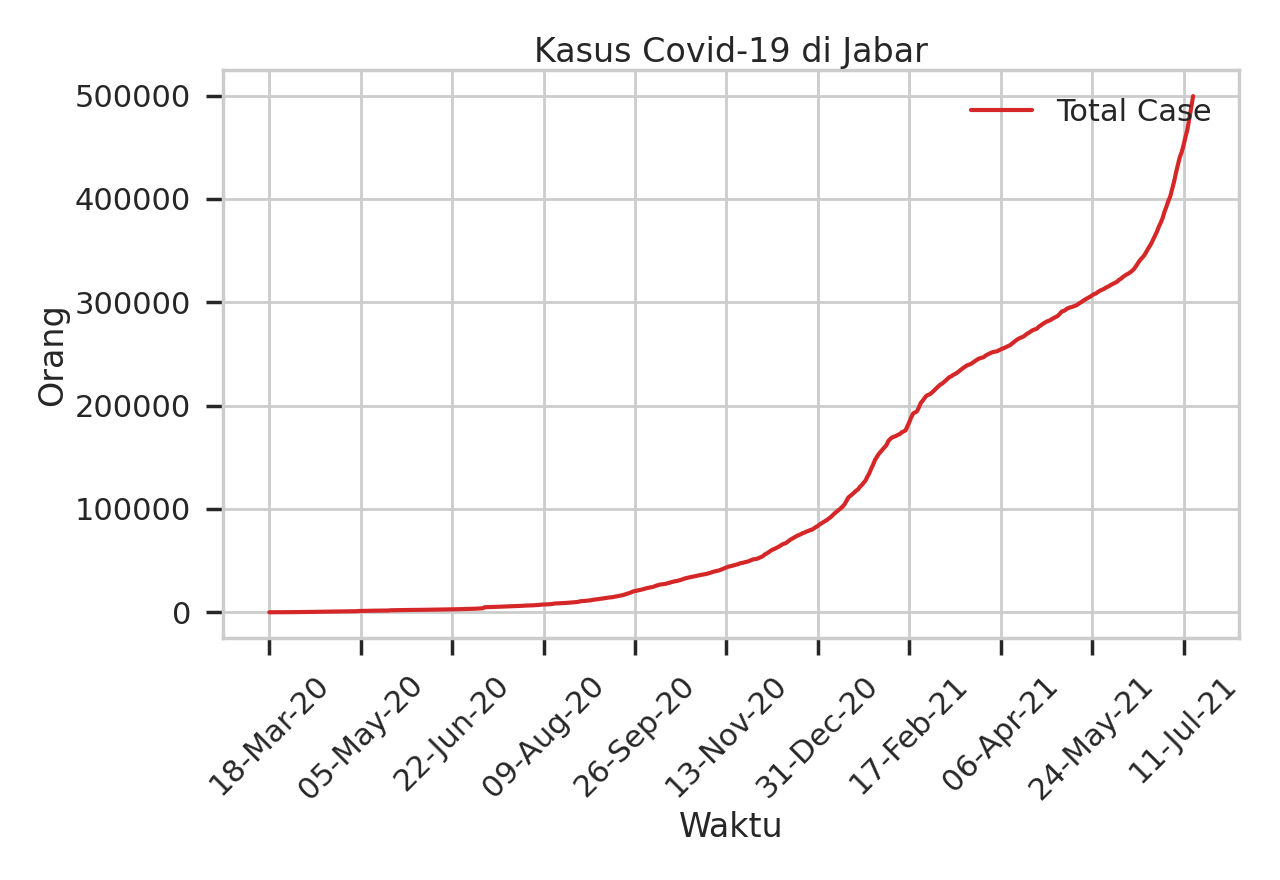 Kasus Covid-19 di Jabar
Total Case
500000
400000
300000
200000
100000
0
Orang
18-Mar-20
05-May-20
22-Jun-20
09-Aug-20
26-Sep-20
13-Nov-20
31-Dec-20
17-Feb-21
06-Apr-21
24-May-21
11-Jul-21
Waktu